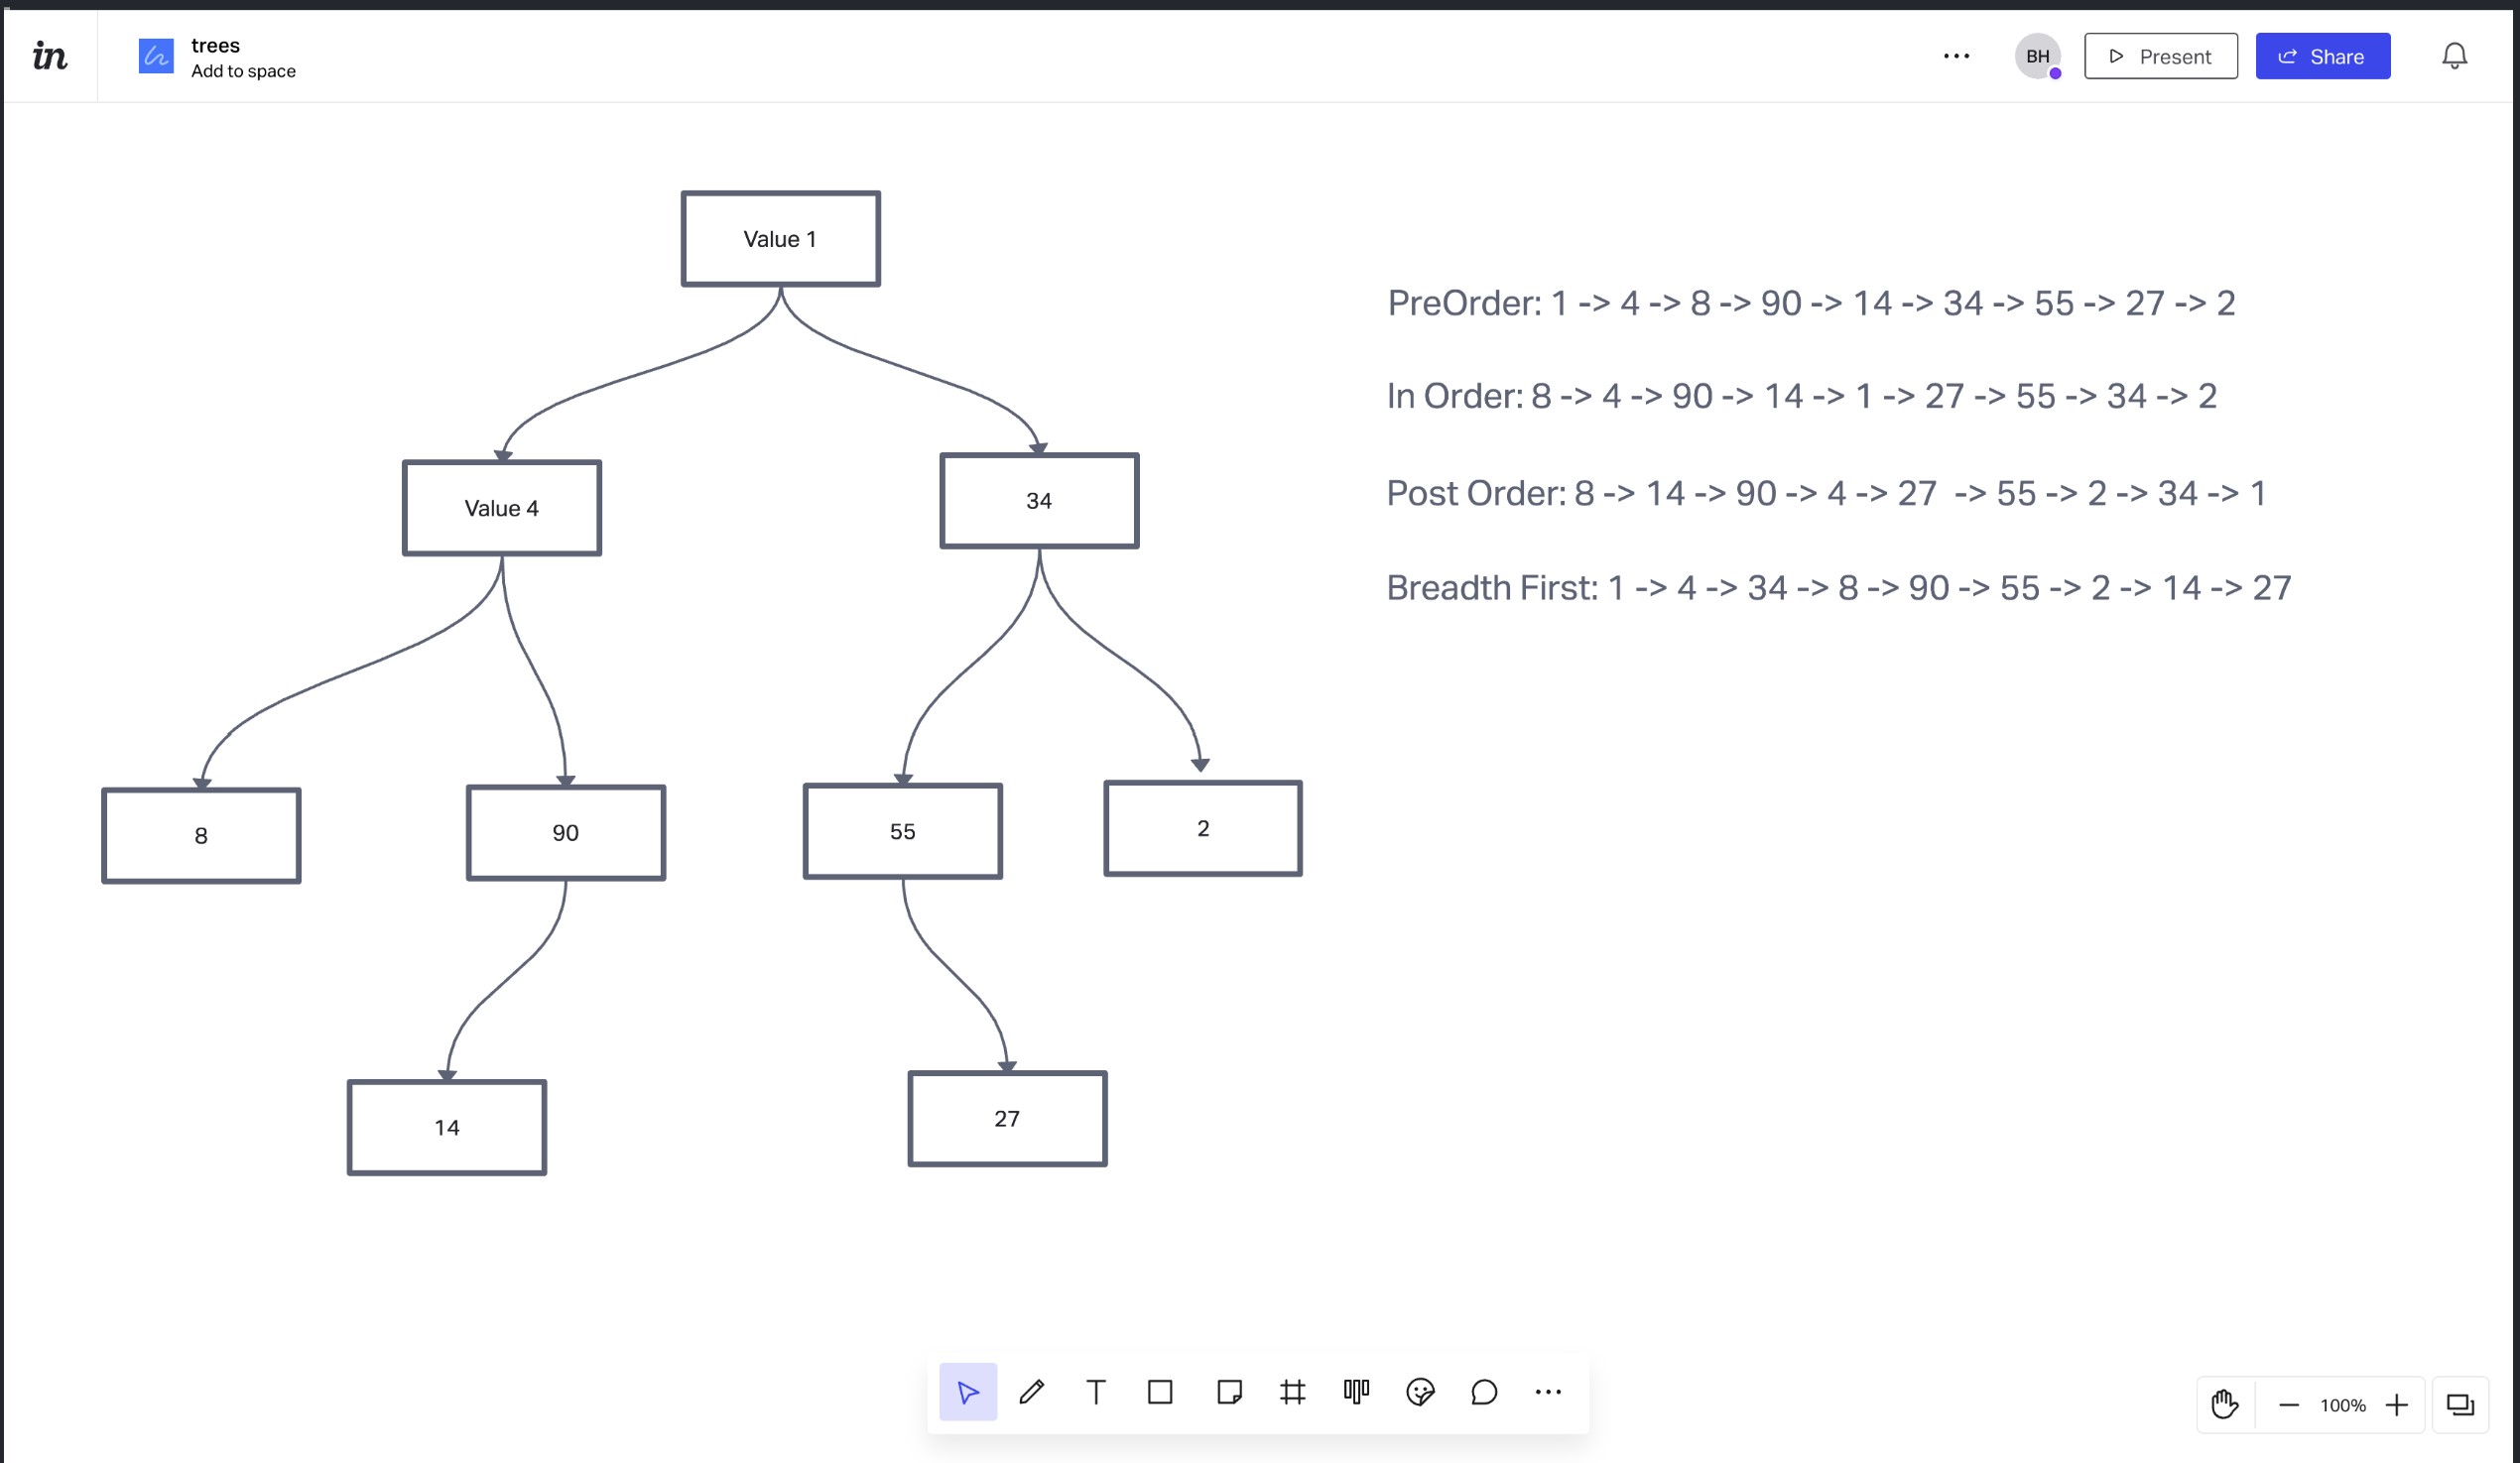 in
trees
Add to space
BH
Present
Share
Value 1
PreOrder: 1 -> 4 -> 8 -> 90 -> 14 -> 34 -> 55 -> 27 -> 2
In Order: 8 -> 4 -> 90 -> 14 -> 1 -> 27 -> 55 -> 34 -> 2
Post Order: 8 -> 14 -> 90 -> 4 -> 27  -> 55 -> 2 -> 34 -> 1
Breadth First: 1 -> 4 -> 34 -> 8 -> 90 -> 55 -> 2 -> 14 -> 27
Value 4
34
8
90
55
2
14
27
100%